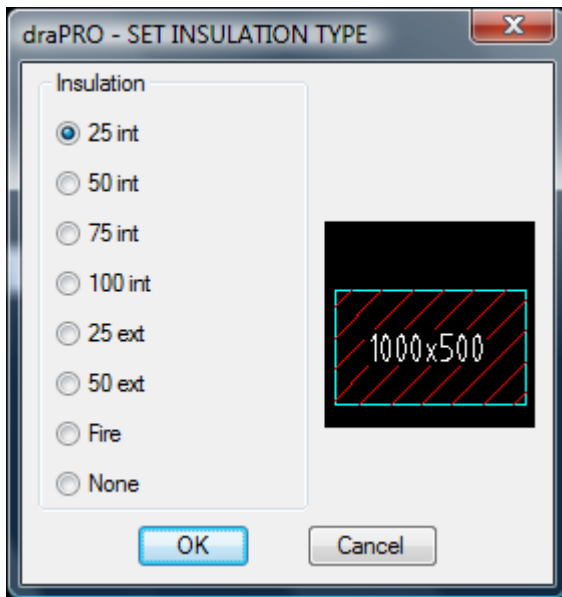 draPRO - SET INSULATION TYPE
Insulation
25 int
50 int
75 int
100 int
25 ext
50 ext
Fire
None
1000x500
OK
Cancel